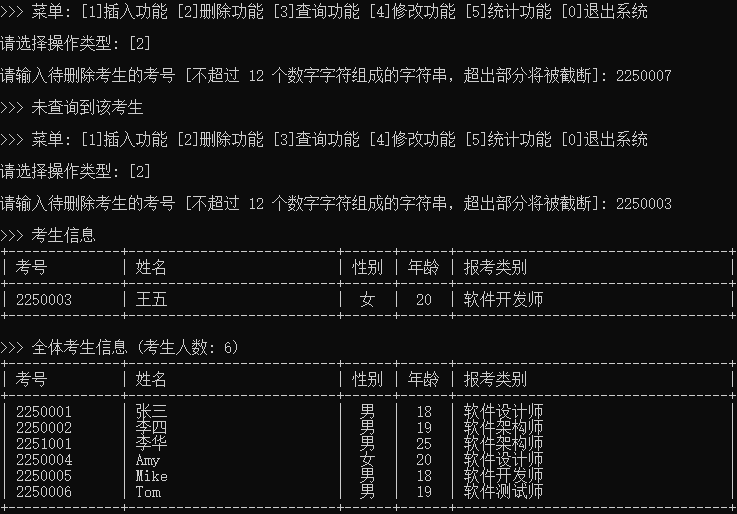 >>> 菜单: [1]插入功能 [2]删除功能 [3]查询功能 [4]修改功能 [5]统计功能 [0]退出系统
请选择操作类型: [2]
请输入待删除考生的考号 [不超过 12 个数字字符组成的字符串，超出部分将被截断]: 2250007
>>> 未查询到该考生
>>> 菜单: [1]插入功能 [2]删除功能 [3]查询功能 [4]修改功能 [5]统计功能 [0]退出系统
请选择操作类型: [2]
请输入待删除考生的考号 [不超过 12 个数字字符组成的字符串，超出部分将被截断]: 2250003
>>> 考生信息
| 考号 | 姓名 | 性别 | 年龄 | 报考类别
| 2250003 | 王五 | 女 | 20 | 软件开发师
>>> 全体考生信息 (考生人数: 6)
| 考号 | 姓名 | 性别 | 年龄 | 报考类别
| 2250001 | 张三 | 男 | 18 | 软件设计师
| 2250002 | 李四 | 男 | 19 | 软件架构师
| 2251001 | 李华 | 男 | 25 | 软件架构师
| 2250004 | Amy | 女 | 20 | 软件设计师
| 2250005 | Mike | 男 | 18 | 软件开发师
| 2250006 | Tom | 男 | 19 | 软件测试师